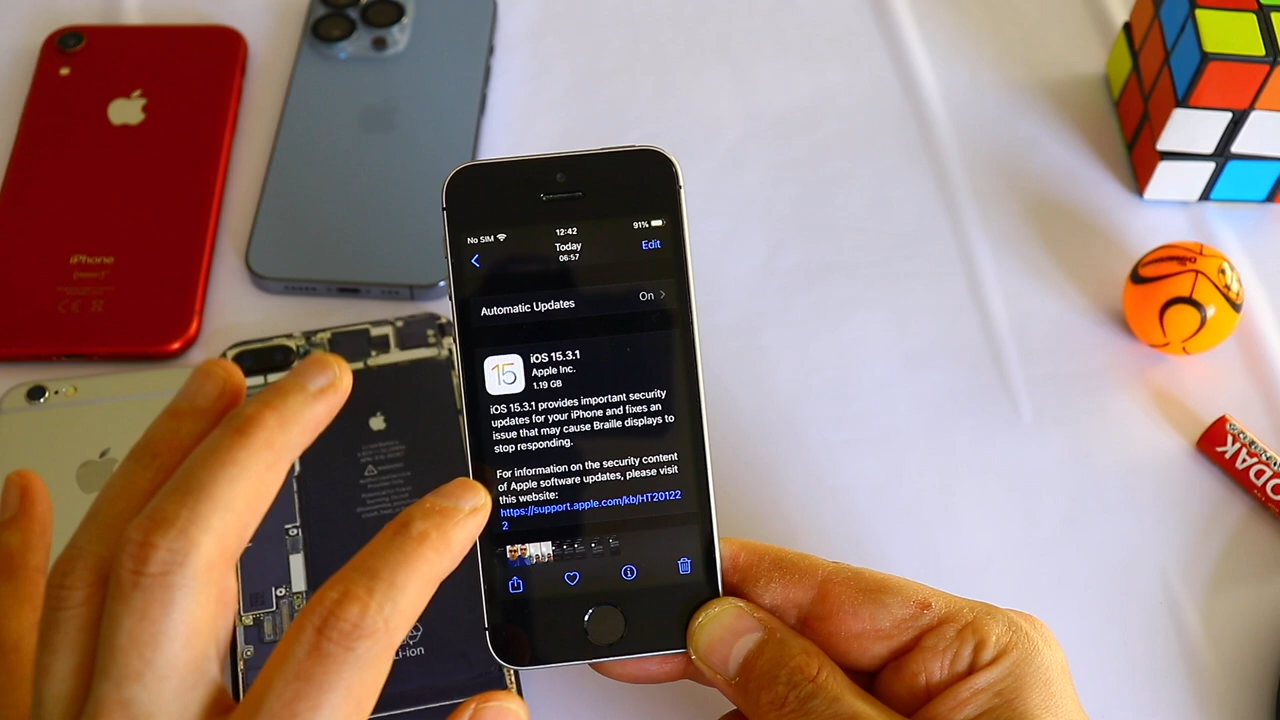 iPhone
No SIM
12:42
91%
Today
06:57
Edit
Automatic Updates
On
15
iOS 15.3.1
Apple Inc.
1.19 GB
iOS 15.3.1 provides important security
updates for your iPhone and fixes an
issue that may cause Braille displays to
stop responding.
For information on the security content
of Apple software updates, please visit
this website:
https://support.apple.com/kb/HT20122
2
Li-ion
KODAK